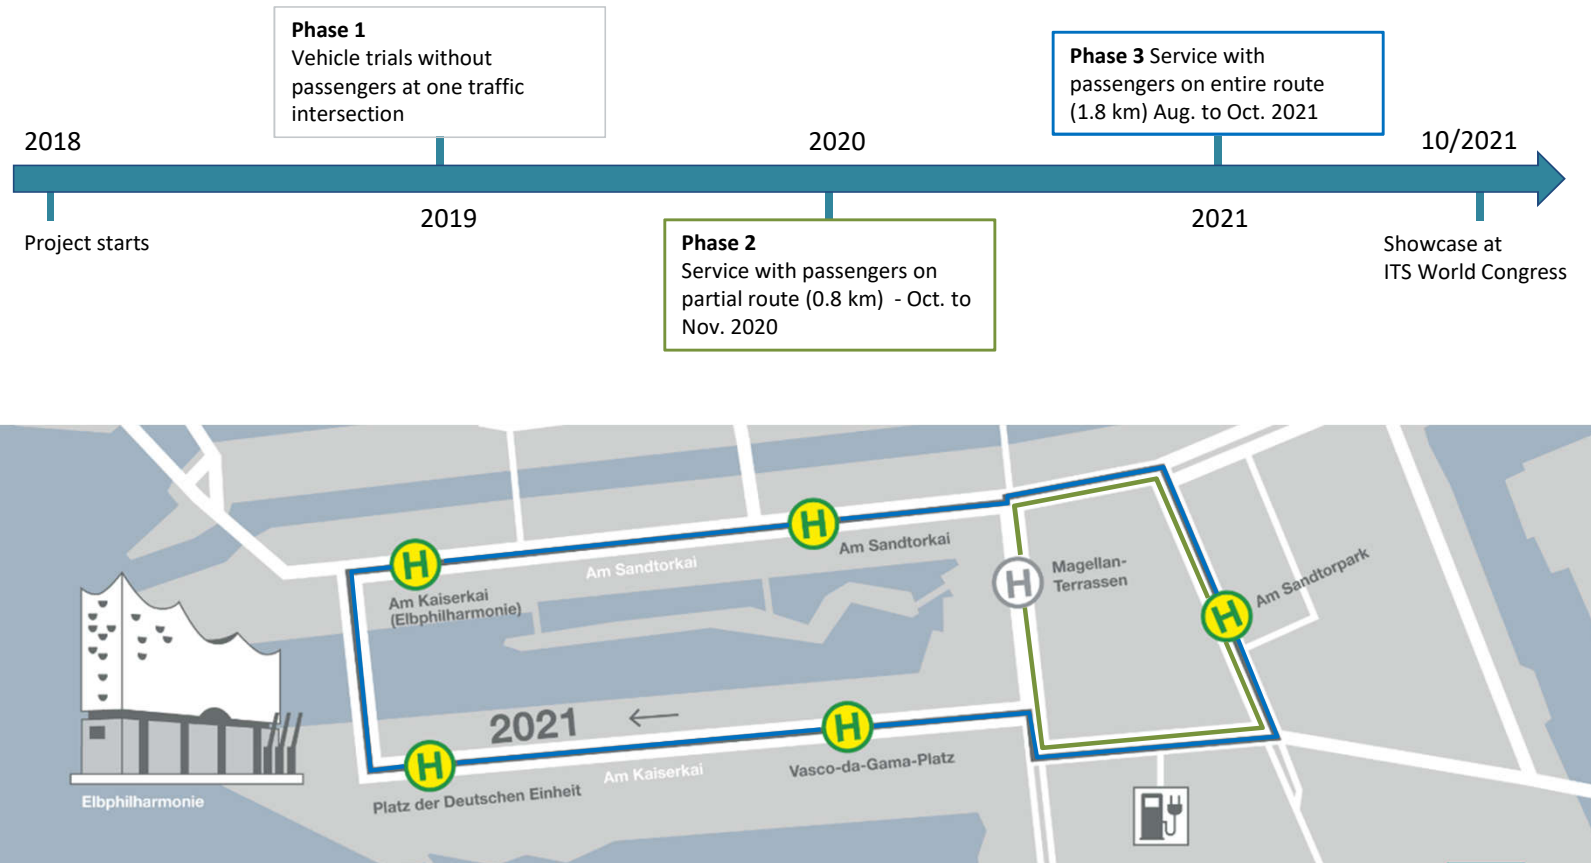 Phase 1
Vehicle trials without
passengers at one traffic
intersection
Phase 3 Service with
passengers on entire route
(1.8 km) Aug. to Oct. 2021
2018
2020
10/2021
2019
2021
Project starts
Phase 2
Service with passengers on
partial route (0.8 km)  - Oct. to
Nov. 2020
Showcase at
ITS World Congress
H
Am Sandtorkai
H
Am Sandtorkai
Am Kaiserkai
(Elbphilharmonie)
H
Magellan-
Terrassen
H
Am Sandtorpark
2021
H
Vasco-da-Gama-Platz
H
Am Kaiserkai
Platz der Deutschen Einheit
Elbphilharmonie